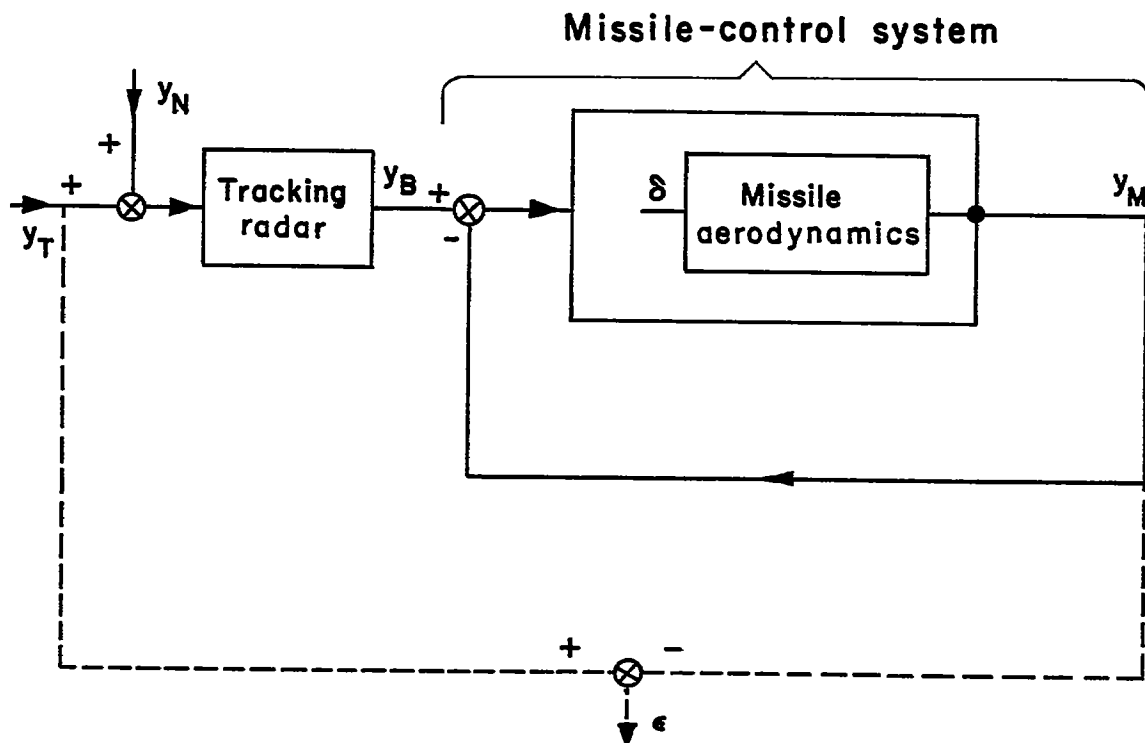 Missile-control system
y_N
+
+
y_T
Tracking
radar
y_B
+
-
δ
Missile
aerodynamics
y_M
+
-
ε